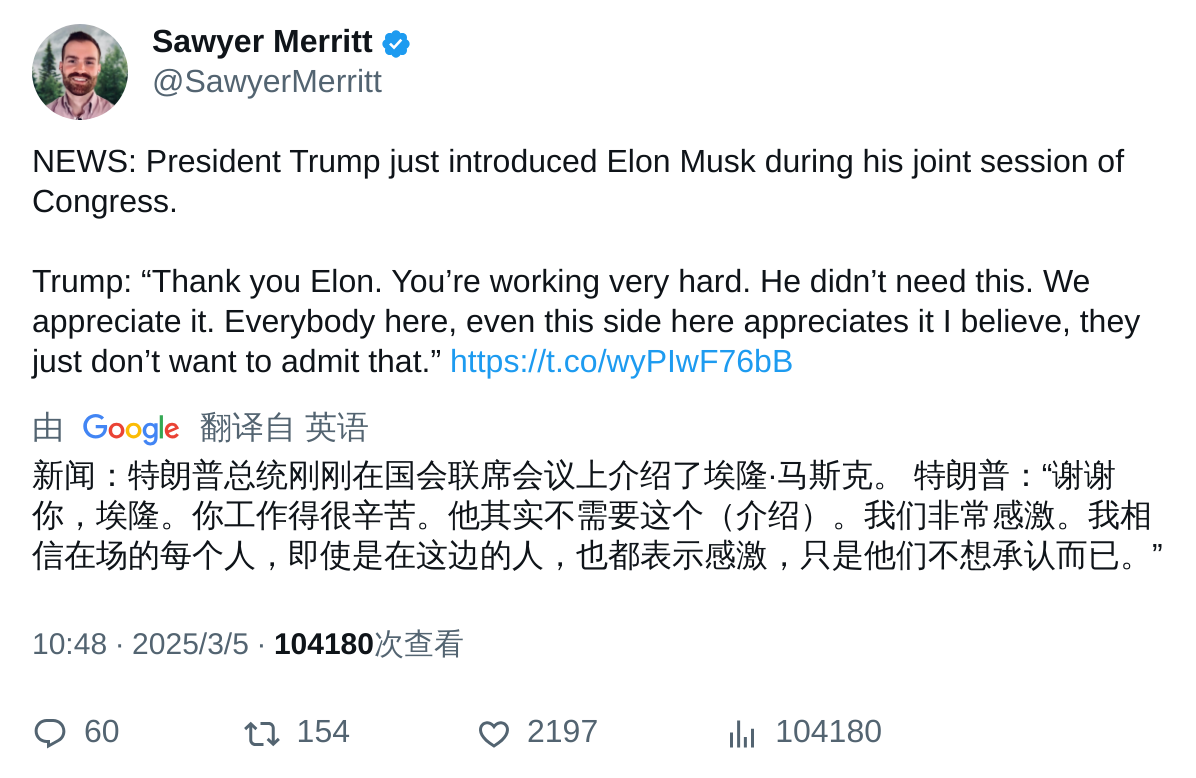 Sawyer Merritt
@SawyerMerritt
NEWS: President Trump just introduced Elon Musk during his joint session of
Congress.
Trump: “Thank you Elon. You’re working very hard. He didn’t need this. We
appreciate it. Everybody here, even this side here appreciates it I believe, they
just don’t want to admit that.” https://t.co/wyPIwF76bB
由 Google 翻译自 英语
新闻：特朗普总统刚刚在国会联席会议上介绍了埃隆·马斯克。 特朗普：“谢谢
你，埃隆。你工作得很辛苦。他其实不需要这个（介绍）。我们非常感激。我相
信在场的每个人，即使是在这边的人，也都表示感激，只是他们不想承认而已。”
10:48 · 2025/3/5 · 104180次查看
60 154 2197 104180